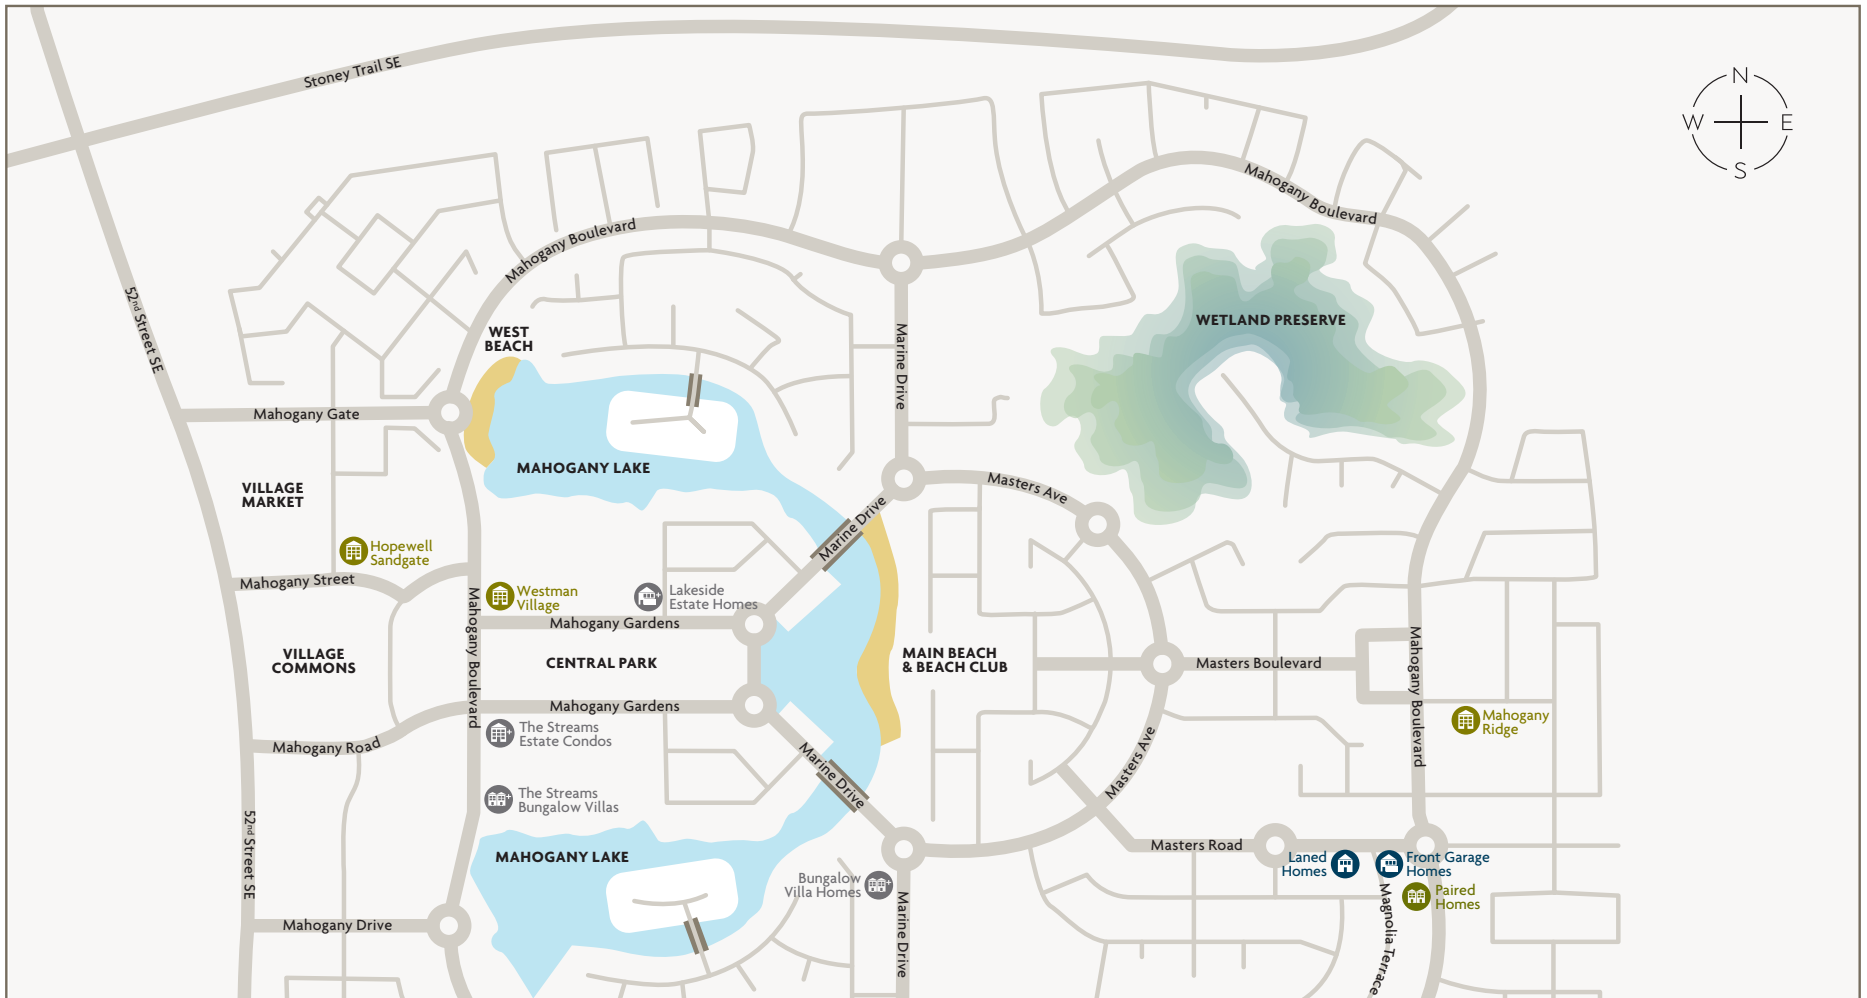 Stoney Trail SE
N
W E
S
Mahogany Boulevard
Mahogany Boulevard
52nd Street SE
WEST
BEACH
WETLAND PRESERVE
Marine Drive
Mahogany Gate
MAHOGANY LAKE
VILLAGE
MARKET
Masters Ave
Marine Drive
Hopewell
Sandgate
Mahogany Street
Westman
Village
Lakeside
Estate Homes
Mahogany Gardens
Mahogany Boulevard
VILLAGE
COMMONS
CENTRAL PARK
MAIN BEACH
& BEACH CLUB
Masters Boulevard
Mahogany Boulevard
Mahogany Gardens
Mahogany Ridge
The Streams
Estate Condos
Mahogany Road
Marine Drive
Masters Ave
The Streams
Bungalow Villas
52nd Street SE
MAHOGANY LAKE
Masters Road
Laned
Homes
Front Garage
Homes
Paired
Homes
Bungalow
Villa Homes
Mahogany Drive
Marine Drive
Magnolia Terrace